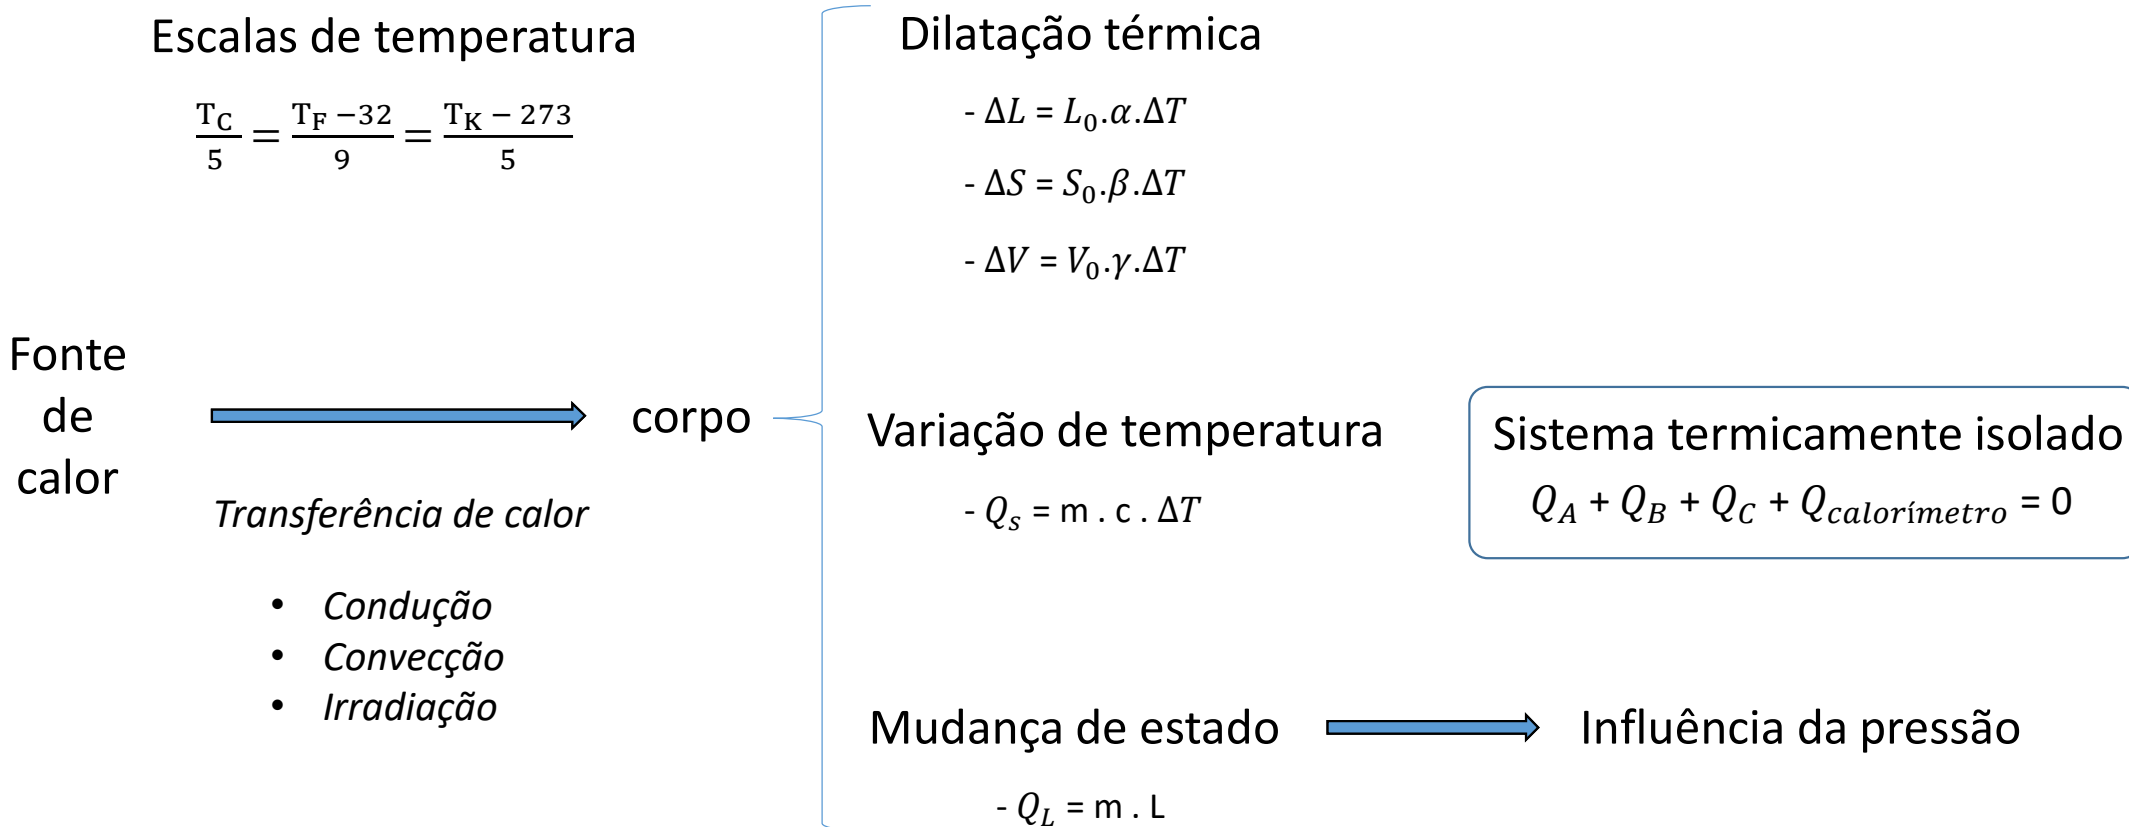 Escalas de temperatura
T_C / 5 = (T_F − 32) / 9 = (T_K − 273) / 5
Fonte
de
calor
Transferência de calor
• Condução
• Convecção
• Irradiação
corpo
Dilatação térmica
- ΔL = L₀.α.ΔT
- ΔS = S₀.β.ΔT
- ΔV = V₀.γ.ΔT
Variação de temperatura
- Q_s = m . c . ΔT
Sistema termicamente isolado
Q_A + Q_B + Q_C + Q_calorímetro = 0
Mudança de estado
- Q_L = m . L
Influência da pressão